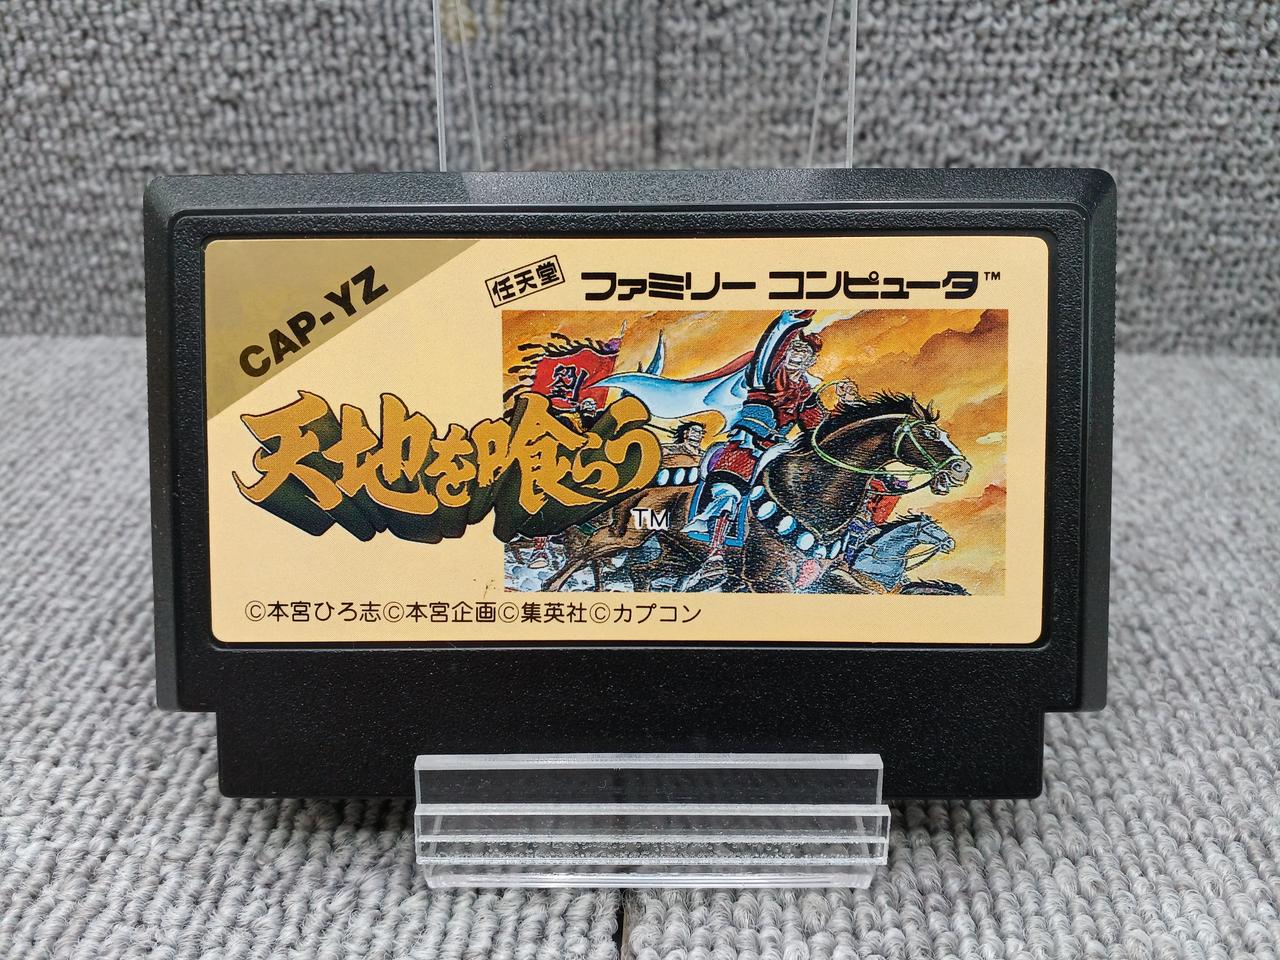 CAP-YZ
任天堂 ファミリー コンピュータ™
劉
天地を喰らう
TM
©本宮ひろ志©本宮企画©集英社©カプコン